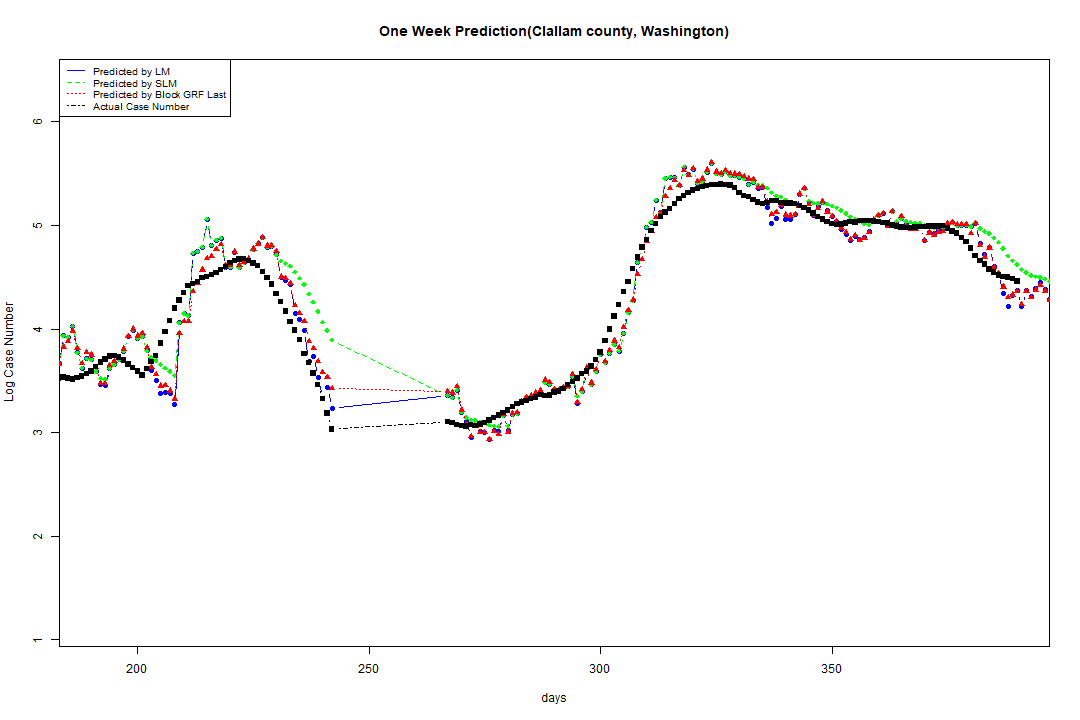 One Week Prediction(Clallam county, Washington)
Predicted by LM
Predicted by SLM
Predicted by Block GRF Last
Actual Case Number
Log Case Number
6
5
4
3
2
1
200 250 300 350
days